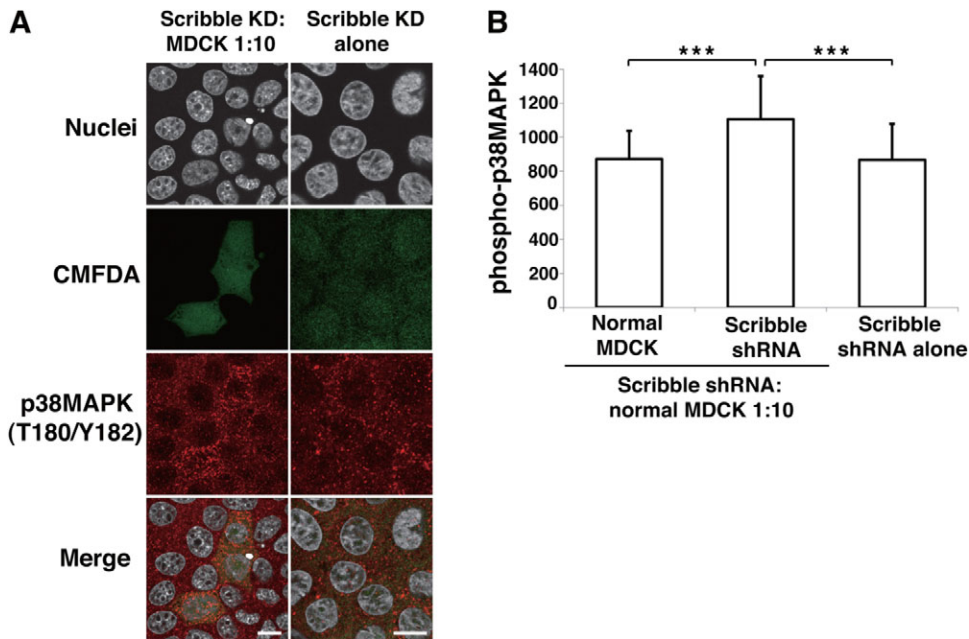 A
Scribble KD:
MDCK 1:10
Scribble KD
alone
Nuclei
CMFDA
p38MAPK
(T180/Y182)
Merge
B
***
***
phospho-p38MAPK
1400
1200
1000
800
600
400
200
0
Normal
MDCK
Scribble
shRNA
Scribble
shRNA alone
Scribble shRNA:
normal MDCK 1:10